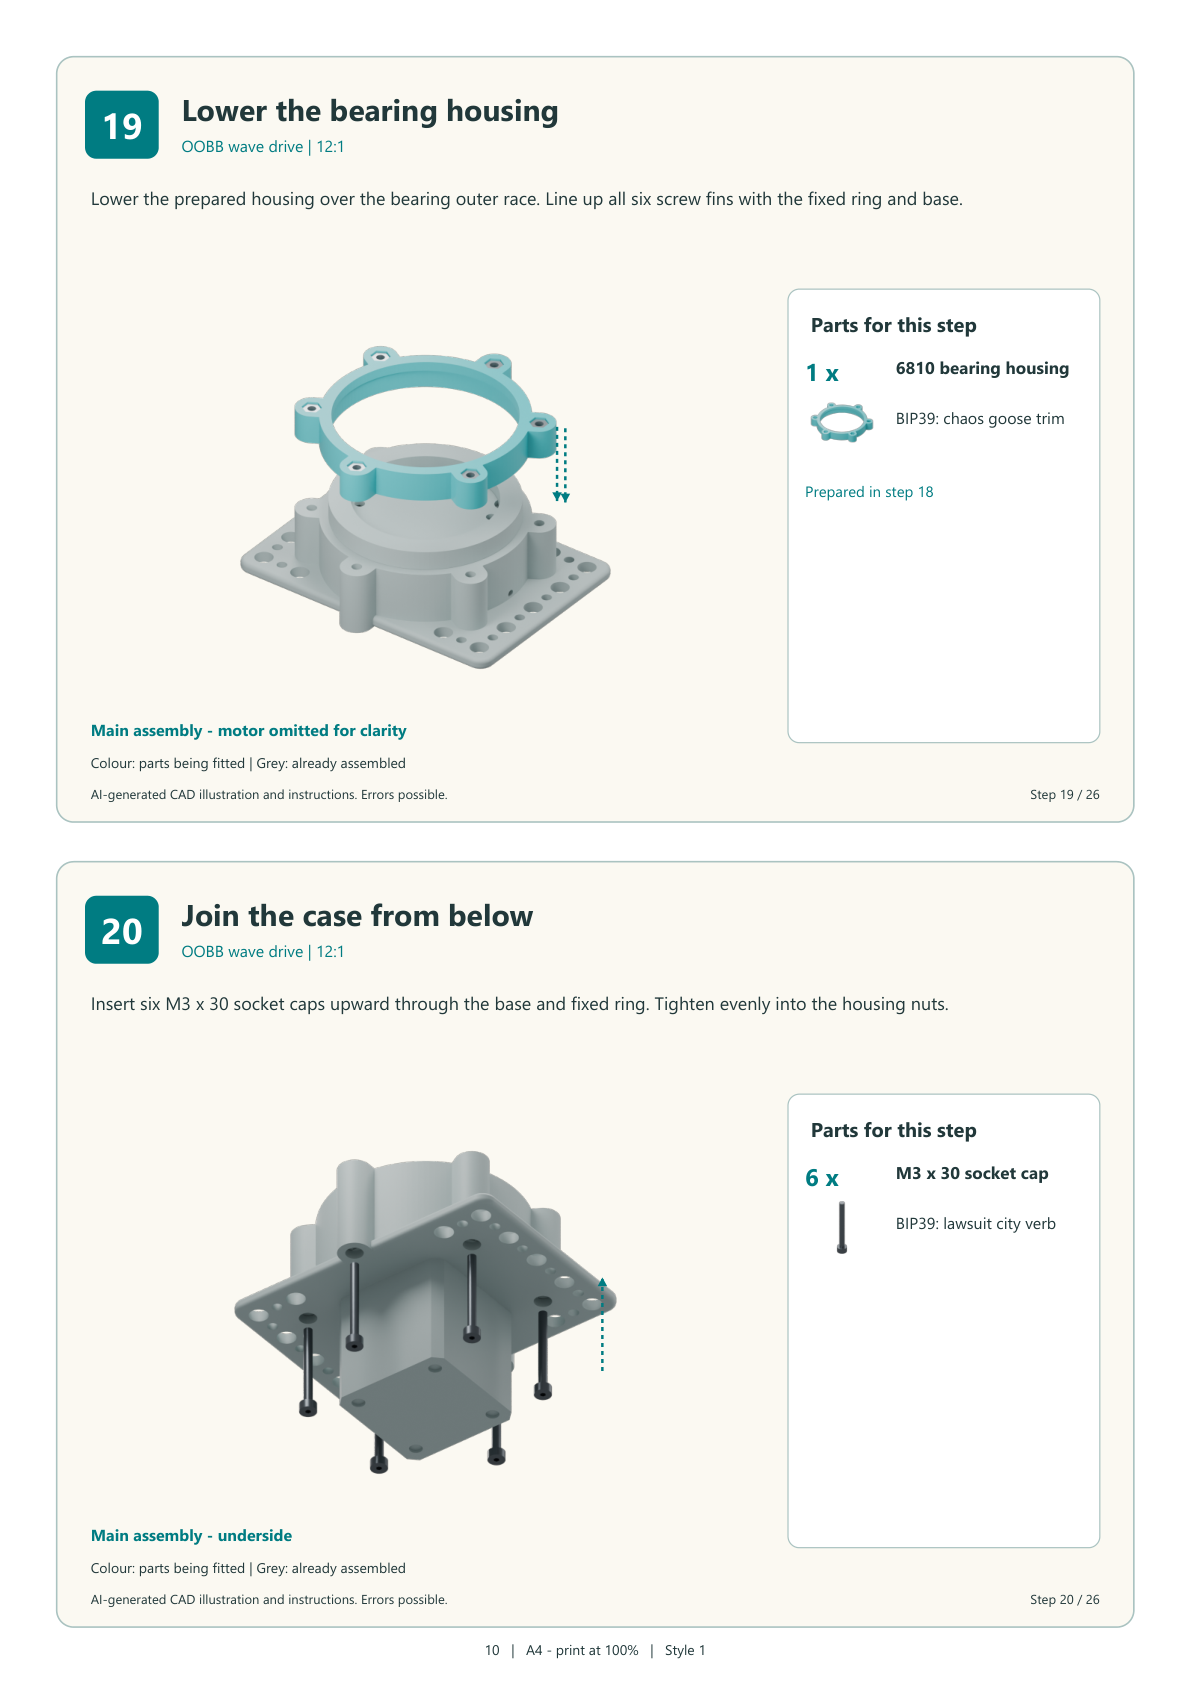 19
Lower the bearing housing
OOBB wave drive | 12:1
Lower the prepared housing over the bearing outer race. Line up all six screw fins with the fixed ring and base.
Parts for this step
1 x
6810 bearing housing
BIP39: chaos goose trim
Prepared in step 18
Main assembly - motor omitted for clarity
Colour: parts being fitted | Grey: already assembled
AI-generated CAD illustration and instructions. Errors possible.
Step 19 / 26
20
Join the case from below
OOBB wave drive | 12:1
Insert six M3 x 30 socket caps upward through the base and fixed ring. Tighten evenly into the housing nuts.
Parts for this step
6 x
M3 x 30 socket cap
BIP39: lawsuit city verb
Main assembly - underside
Colour: parts being fitted | Grey: already assembled
AI-generated CAD illustration and instructions. Errors possible.
Step 20 / 26
10 | A4 - print at 100% | Style 1